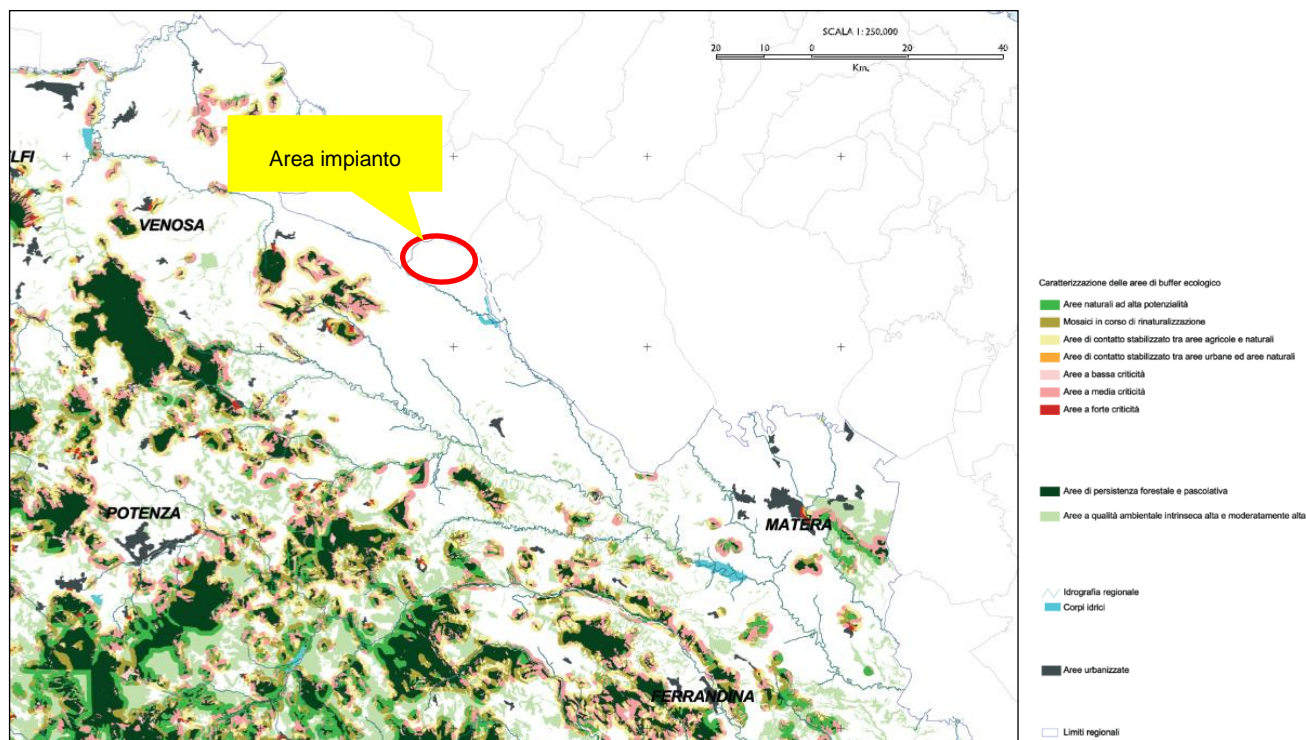 SCALA 1: 250,000
20 10 0 20 40
Km.
Area impianto
LFI
VENOSA
POTENZA
MATERA
FERRANDINA
Caratterizzazione delle aree di buffer ecologico
Aree naturali ad alta potenzialità
Mosaici in corso di rinaturalizzazione
Aree di contatto stabilizzato tra aree agricole e naturali
Aree di contatto stabilizzato tra aree urbane ed aree naturali
Aree a bassa criticità
Aree a media criticità
Aree a forte criticità
Aree di persistenza forestale e pascoiativa
Aree a qualità ambientale intrinseca alta e moderatamente alta
Idrografia regionale
Corpi idrici
Aree urbanizzate
Limiti regionali